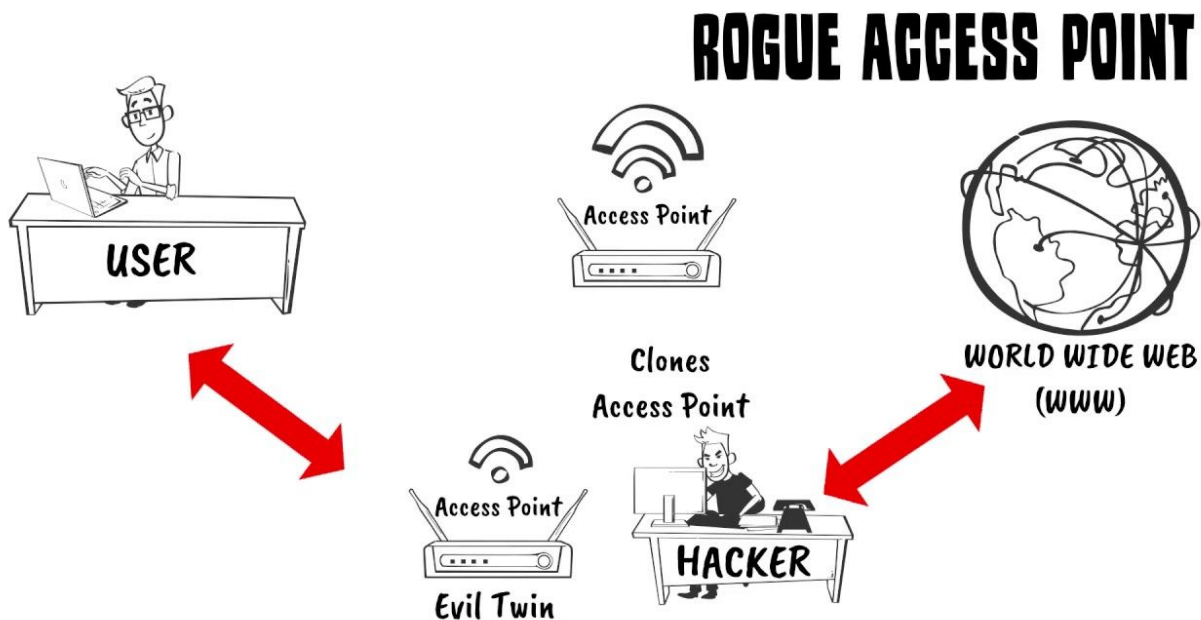 ROGUE ACCESS POINT
Access Point
USER
WORLD WIDE WEB
(WWW)
Clones
Access Point
Access Point
HACKER
Evil Twin